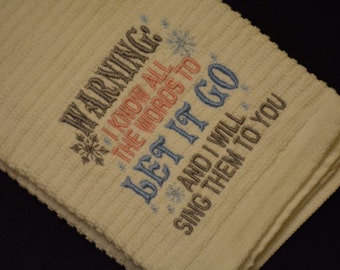 WARNING:
I KNOW ALL
THE WORDS TO
LET IT GO
AND I WILL
SING THEM TO YOU